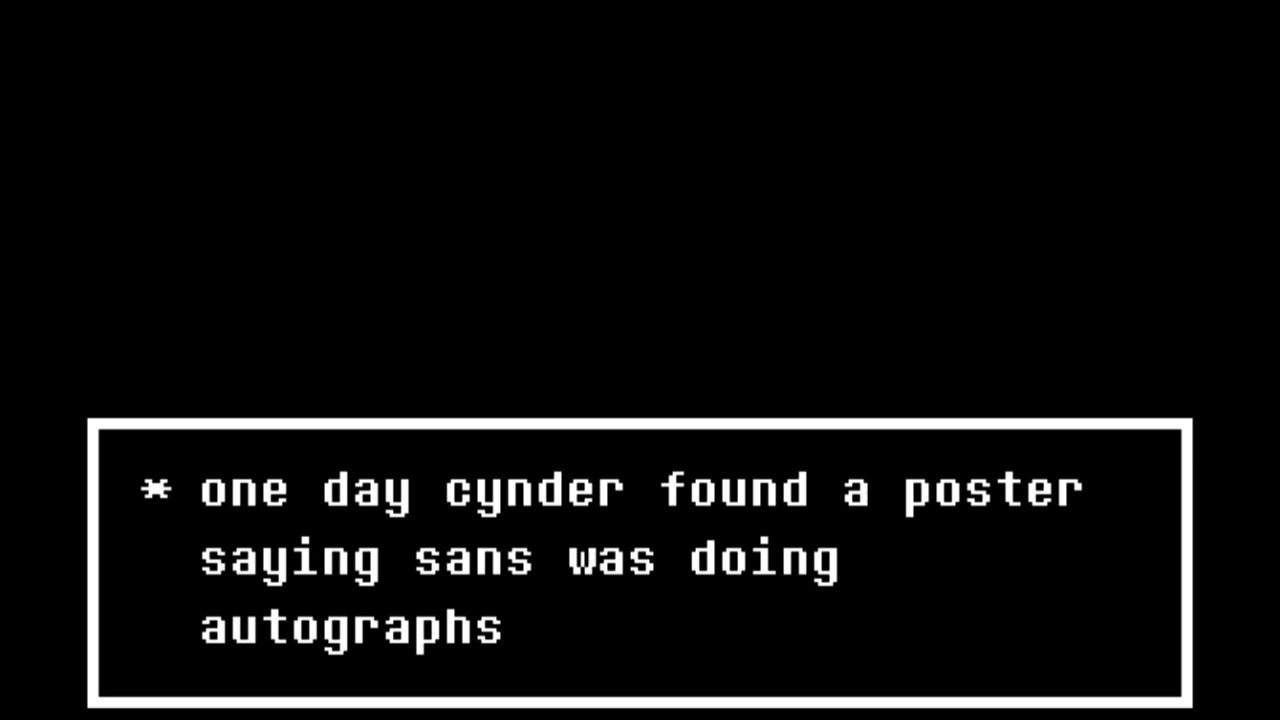 * one day cynder found a poster
saying sans was doing
autographs